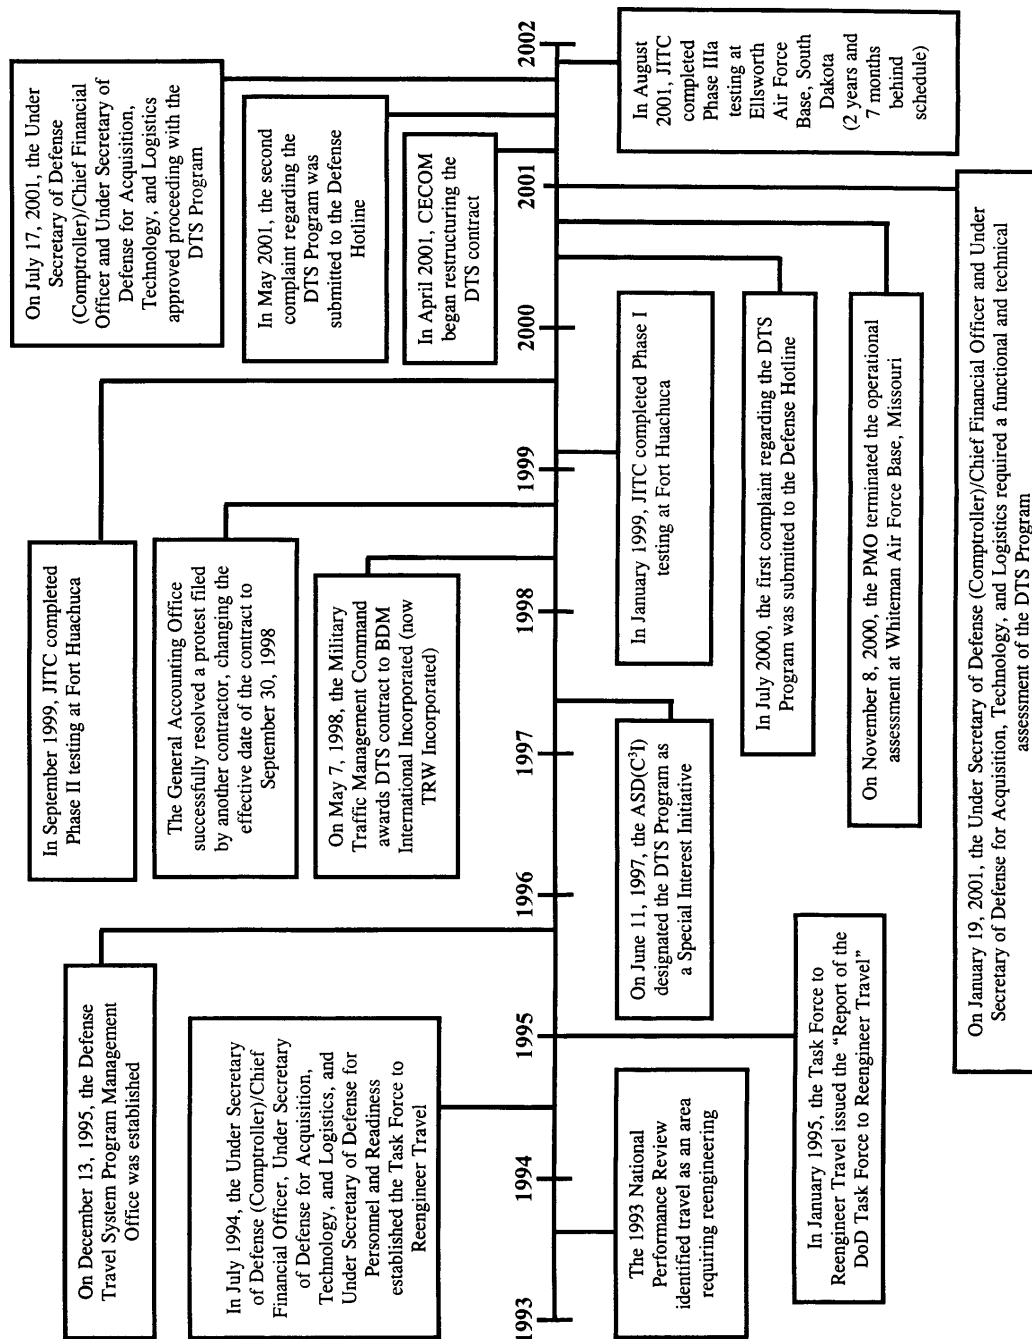 On December 13, 1995, the Defense
Travel System Program Management
Office was established
In July 1994, the Under Secretary
of Defense (Comptroller)/Chief
Financial Officer, Under Secretary
of Defense for Acquisition,
Technology, and Logistics, and
Under Secretary of Defense for
Personnel and Readiness
established the Task Force to
Reengineer Travel
In September 1999, JITC completed
Phase II testing at Fort Huachuca
The General Accounting Office
successfully resolved a protest filed
by another contractor, changing the
effective date of the contract to
September 30, 1998
On May 7, 1998, the Military
Traffic Management Command
awards DTS contract to BDM
International Incorporated (now
TRW Incorporated)
On July 17, 2001, the Under
Secretary of Defense
(Comptroller)/Chief Financial
Officer and Under Secretary of
Defense for Acquisition,
Technology, and Logistics
approved proceeding with the
DTS Program
In May 2001, the second
complaint regarding the
DTS Program was
submitted to the Defense
Hotline
In April 2001, CECOM
began restructuring the
DTS contract
1993
1994
1995
1996
1997
1998
1999
2000
2001
2002
The 1993 National
Performance Review
identified travel as an area
requiring reengineering
In January 1995, the Task Force to
Reengineer Travel issued the “Report of the
DoD Task Force to Reengineer Travel”
On June 11, 1997, the ASD(C³I)
designated the DTS Program as
a Special Interest Initiative
In January 1999, JITC completed Phase I
testing at Fort Huachuca
In July 2000, the first complaint regarding the DTS
Program was submitted to the Defense Hotline
On November 8, 2000, the PMO terminated the operational
assessment at Whiteman Air Force Base, Missouri
On January 19, 2001, the Under Secretary of Defense (Comptroller)/Chief Financial Officer and Under
Secretary of Defense for Acquisition, Technology, and Logistics required a functional and technical
assessment of the DTS Program
In August
2001, JITC
completed
Phase IIIa
testing at
Ellsworth
Air Force
Base, South
Dakota
(2 years and
7 months
behind
schedule)